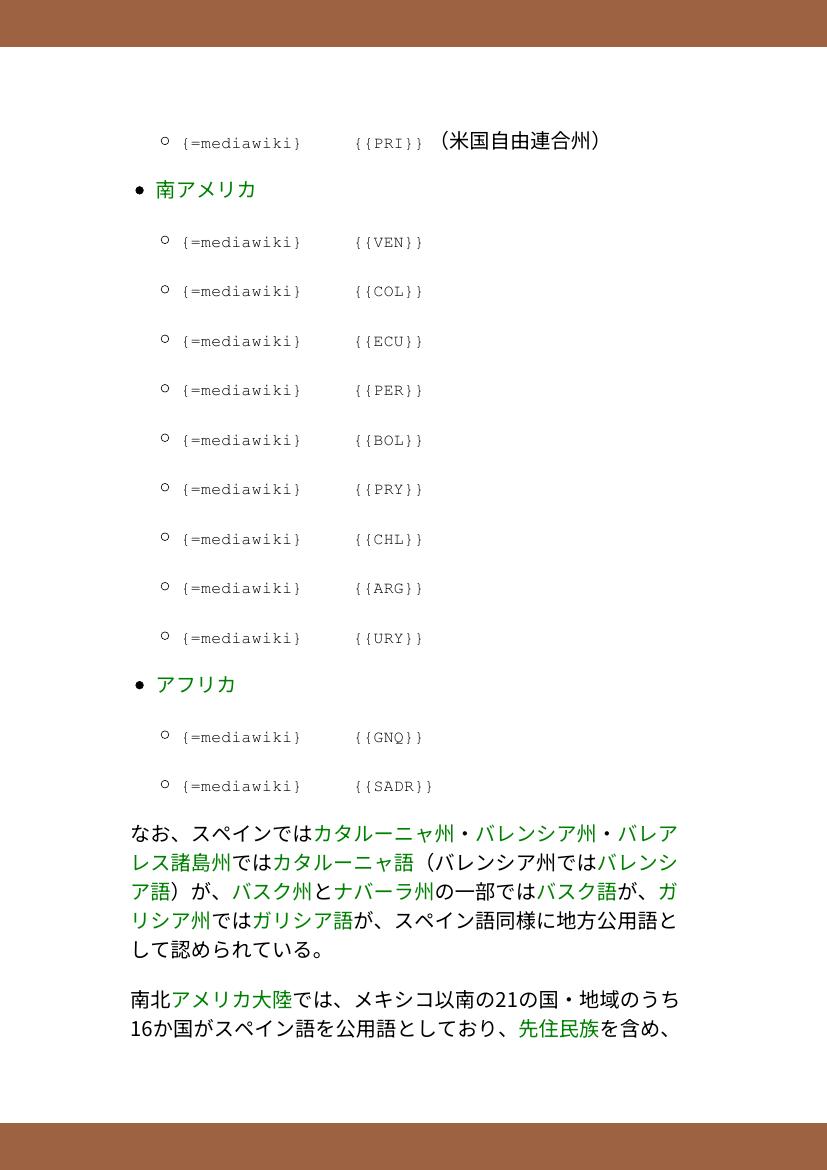 {=mediawiki} {{PRI}} （米国自由連合州）
南アメリカ
{=mediawiki} {{VEN}}
{=mediawiki} {{COL}}
{=mediawiki} {{ECU}}
{=mediawiki} {{PER}}
{=mediawiki} {{BOL}}
{=mediawiki} {{PRY}}
{=mediawiki} {{CHL}}
{=mediawiki} {{ARG}}
{=mediawiki} {{URY}}
アフリカ
{=mediawiki} {{GNQ}}
{=mediawiki} {{SADR}}
なお、スペインではカタルーニャ州・バレンシア州・バレア
レス諸島州ではカタルーニャ語（バレンシア州ではバレンシ
ア語）が、バスク州とナバーラ州の一部ではバスク語が、ガ
リシア州ではガリシア語が、スペイン語同様に地方公用語と
して認められている。
南北アメリカ大陸では、メキシコ以南の21の国・地域のうち
16か国がスペイン語を公用語としており、先住民族を含め、